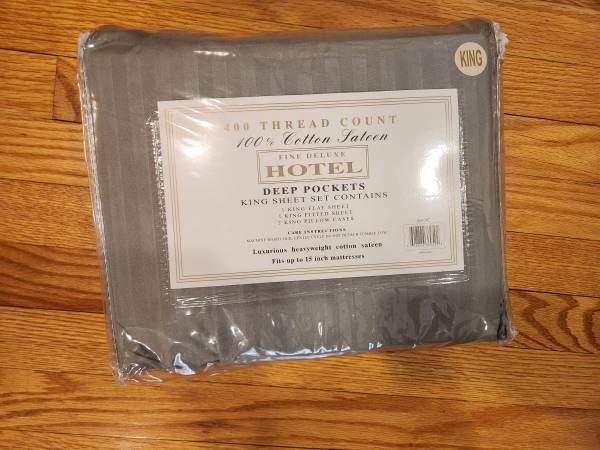 KING
400 THREAD COUNT
100% Cotton Sateen
FINE DELUXE
HOTEL
DEEP POCKETS
KING SHEET SET CONTAINS
1 KING FLAT SHEET
1 KING FITTED SHEET
2 KING PILLOW CASES
CARE INSTRUCTIONS
Luxurious heavyweight cotton sateen
Fits up to 15 inch mattresses